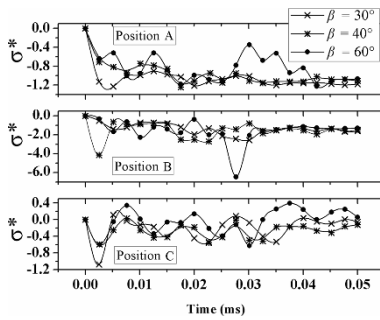 β = 30°
β = 40°
β = 60°
0.0
-0.4
-0.8
-1.2
σ*
Position A
0.0
-2.0
-4.0
-6.0
σ*
Position B
0.4
0.0
-0.4
-0.8
-1.2
σ*
Position C
0.00 0.01 0.02 0.03 0.04 0.05
Time (ms)